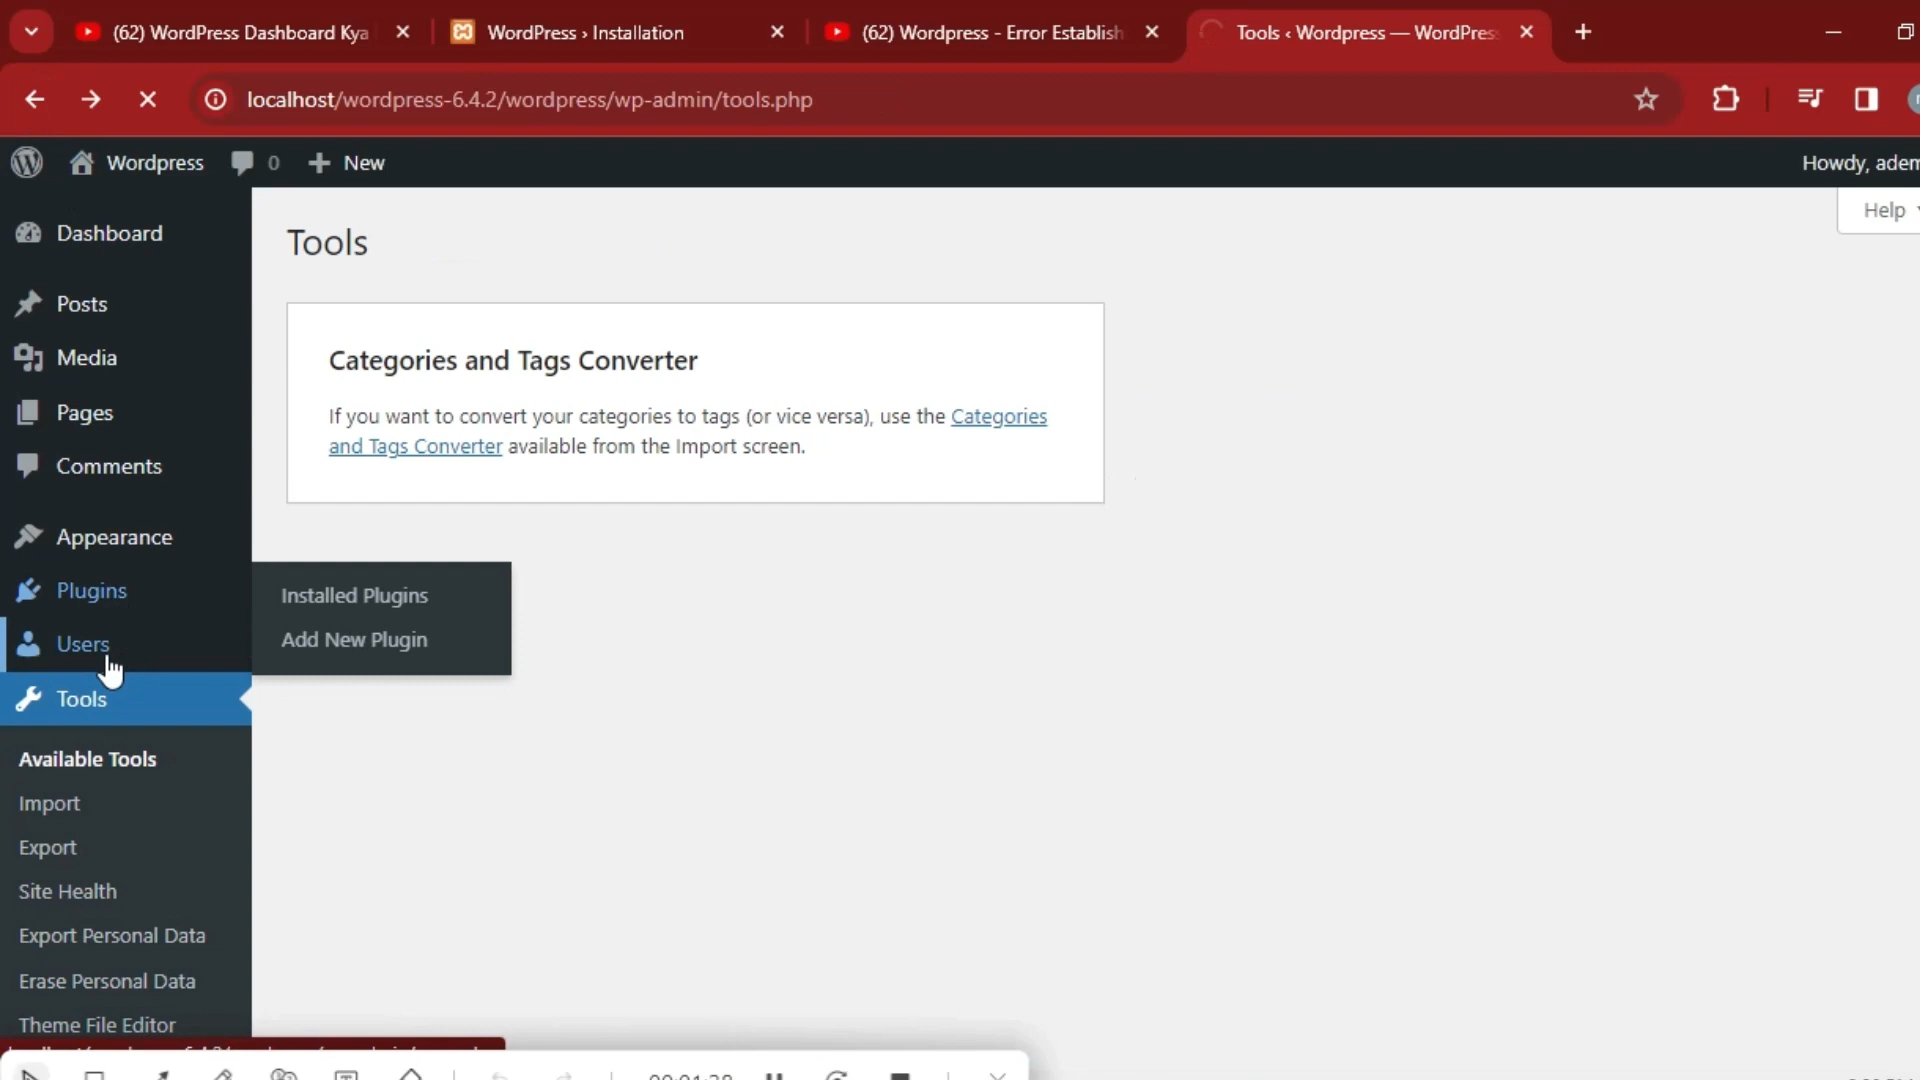 (62) WordPress Dashboard Kya
WordPress › Installation
(62) Wordpress - Error Establish
Tools ‹ Wordpress — WordPres
localhost/wordpress-6.4.2/wordpress/wp-admin/tools.php
Wordpress
0
New
Howdy, adem
Help
Dashboard
Posts
Media
Pages
Comments
Appearance
Plugins
Users
Tools
Available Tools
Import
Export
Site Health
Export Personal Data
Erase Personal Data
Theme File Editor
Installed Plugins
Add New Plugin
Tools
Categories and Tags Converter
If you want to convert your categories to tags (or vice versa), use the Categories
and Tags Converter available from the Import screen.